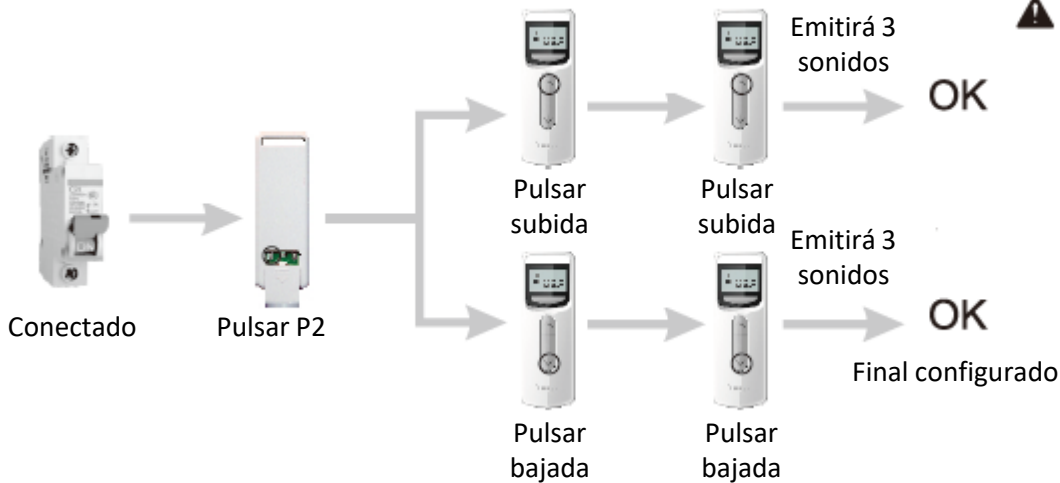 Emitirá 3
sonidos
OK
Pulsar
subida
Pulsar
subida
Conectado
Pulsar P2
Emitirá 3
sonidos
OK
Final configurado
Pulsar
bajada
Pulsar
bajada
ON